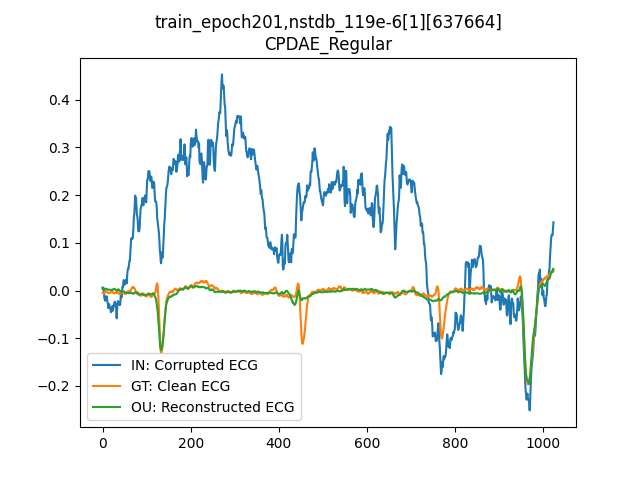 train_epoch201,nstdb_119e-6[1][637664]
CPDAE_Regular
0.4
0.3
0.2
0.1
0.0
−0.1
−0.2
IN: Corrupted ECG
GT: Clean ECG
OU: Reconstructed ECG
0 200 400 600 800 1000